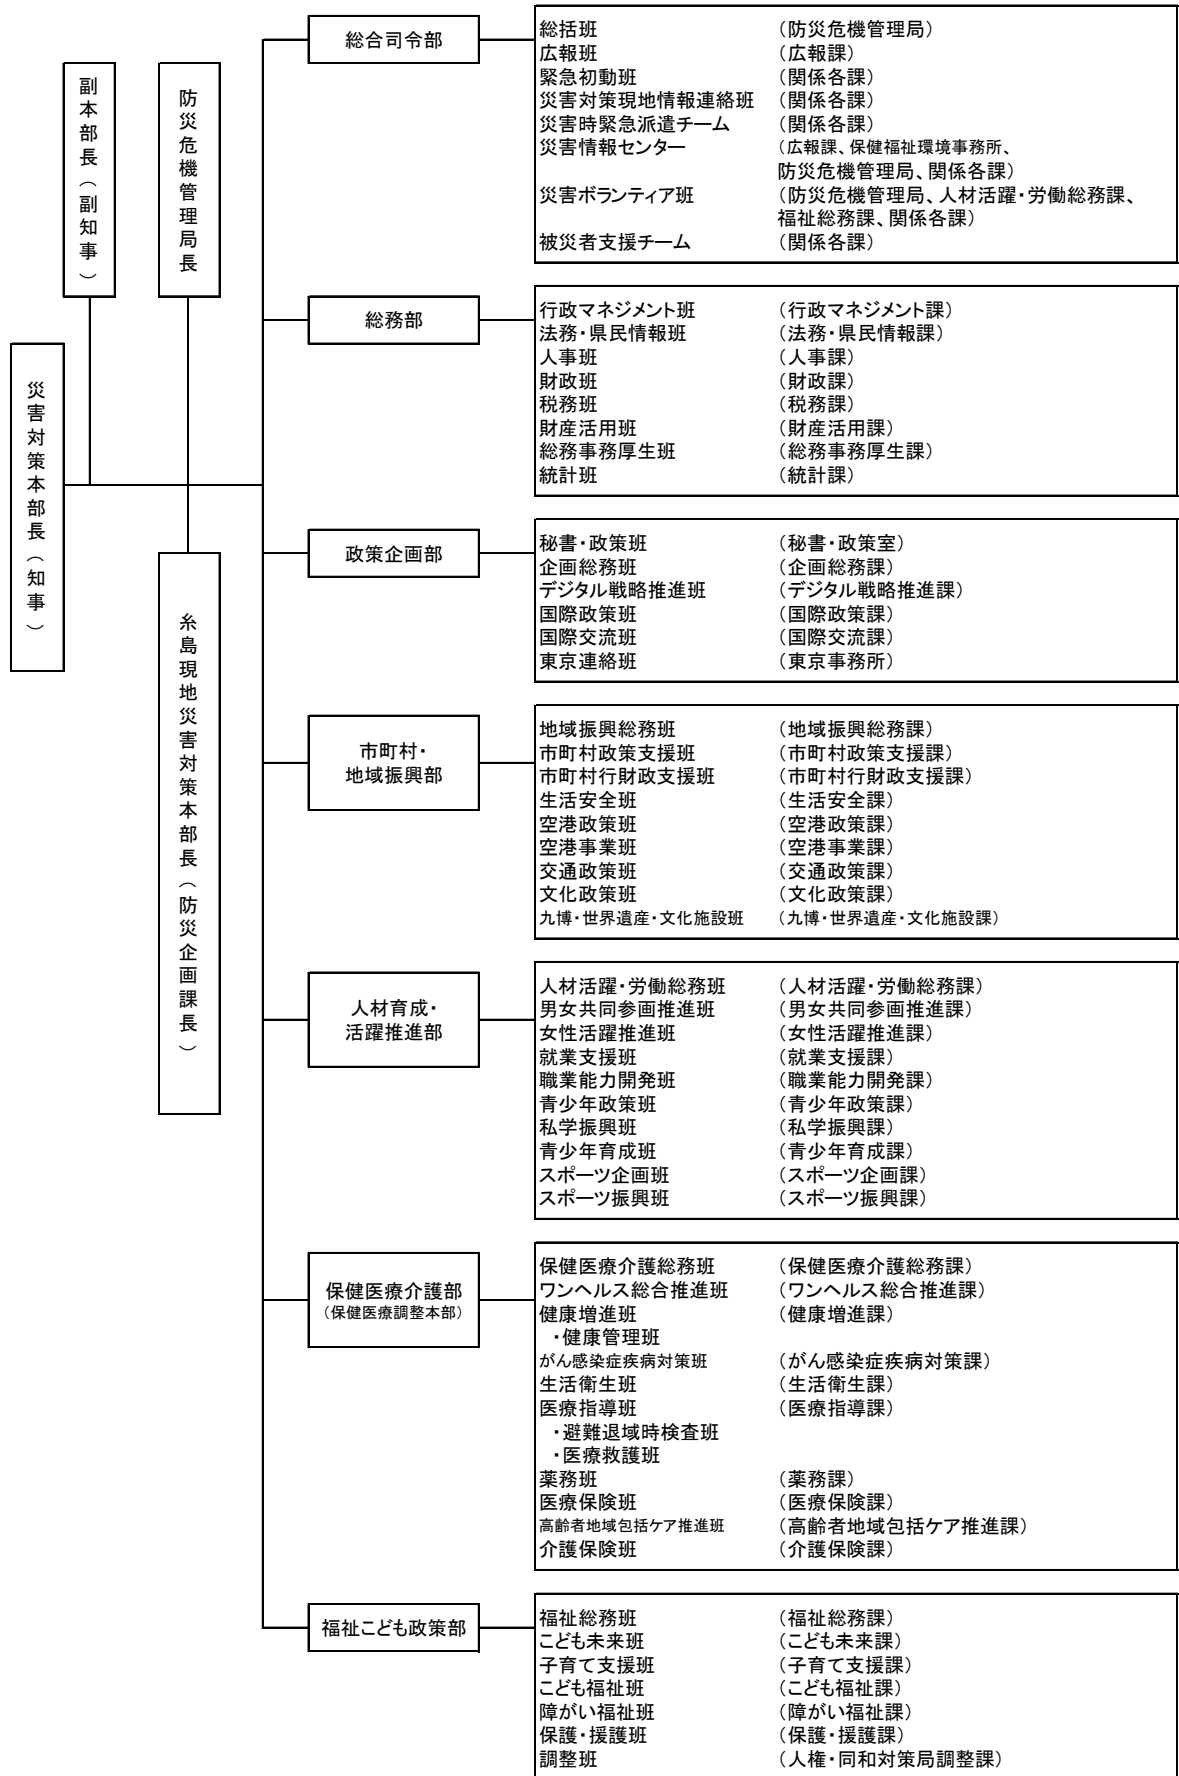 災害対策本部長（知事）
副本部長（副知事）
防災危機管理局長
糸島現地災害対策本部長（防災企画課長）
総合司令部
総括班 （防災危機管理局）
広報班 （広報課）
緊急初動班 （関係各課）
災害対策現地情報連絡班 （関係各課）
災害時緊急派遣チーム （関係各課）
災害情報センター （広報課、保健福祉環境事務所、
防災危機管理局、関係各課）
災害ボランティア班 （防災危機管理局、人材活躍・労働総務課、
福祉総務課、関係各課）
被災者支援チーム （関係各課）
総務部
行政マネジメント班 （行政マネジメント課）
法務・県民情報班 （法務・県民情報課）
人事班 （人事課）
財政班 （財政課）
税務班 （税務課）
財産活用班 （財産活用課）
総務事務厚生班 （総務事務厚生課）
統計班 （統計課）
政策企画部
秘書・政策班 （秘書・政策室）
企画総務班 （企画総務課）
デジタル戦略推進班 （デジタル戦略推進課）
国際政策班 （国際政策課）
国際交流班 （国際交流課）
東京連絡班 （東京事務所）
市町村・
地域振興部
地域振興総務班 （地域振興総務課）
市町村政策支援班 （市町村政策支援課）
市町村行財政支援班 （市町村行財政支援課）
生活安全班 （生活安全課）
空港政策班 （空港政策課）
空港事業班 （空港事業課）
交通政策班 （交通政策課）
文化政策班 （文化政策課）
九博・世界遺産・文化施設班 （九博・世界遺産・文化施設課）
人材育成・
活躍推進部
人材活躍・労働総務班 （人材活躍・労働総務課）
男女共同参画推進班 （男女共同参画推進課）
女性活躍推進班 （女性活躍推進課）
就業支援班 （就業支援課）
職業能力開発班 （職業能力開発課）
青少年政策班 （青少年政策課）
私学振興班 （私学振興課）
青少年育成班 （青少年育成課）
スポーツ企画班 （スポーツ企画課）
スポーツ振興班 （スポーツ振興課）
保健医療介護部
（保健医療調整本部）
保健医療介護総務班 （保健医療介護総務課）
ワンヘルス総合推進班 （ワンヘルス総合推進課）
健康増進班 （健康増進課）
・健康管理班
がん感染症疾病対策班 （がん感染症疾病対策課）
生活衛生班 （生活衛生課）
医療指導班 （医療指導課）
・避難退域時検査班
・医療救護班
薬務班 （薬務課）
医療保険班 （医療保険課）
高齢者地域包括ケア推進班 （高齢者地域包括ケア推進課）
介護保険班 （介護保険課）
福祉こども政策部
福祉総務班 （福祉総務課）
こども未来班 （こども未来課）
子育て支援班 （子育て支援課）
こども福祉班 （こども福祉課）
障がい福祉班 （障がい福祉課）
保護・援護班 （保護・援護課）
調整班 （人権・同和対策局調整課）